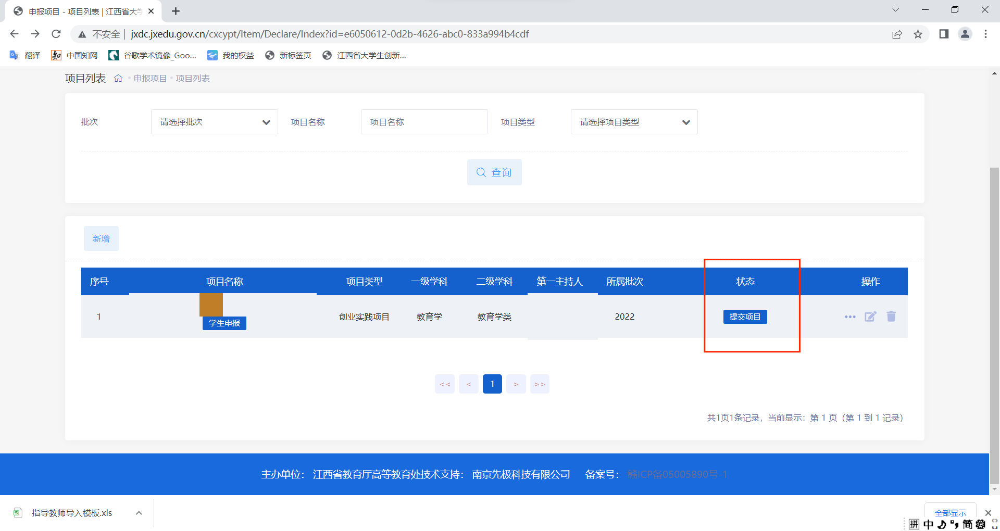 申报项目 - 项目列表 | 江西省大学
不安全 | jxdc.jxedu.gov.cn/cxcypt/Item/Declare/Index?id=e6050612-0d2b-4626-abc0-833a994b4cdf
翻译 中国知网 谷歌学术镜像_Goo... 我的权益 新标签页 江西省大学生创新...
项目列表 申报项目 项目列表
批次 请选择批次 项目名称 项目名称 项目类型 请选择项目类型
查询
新增
序号 项目名称 项目类型 一级学科 二级学科 第一主持人 所属批次 状态 操作
1 学生申报 创业实践项目 教育学 教育学类 2022 提交项目
<< < 1 > >>
共1页1条记录，当前显示：第 1 页（第 1 到 1 记录）
主办单位： 江西省教育厅高等教育处技术支持： 南京先极科技有限公司 备案号： 赣ICP备05005890号-1
指导教师导入模板.xls 全部显示
拼 中 简